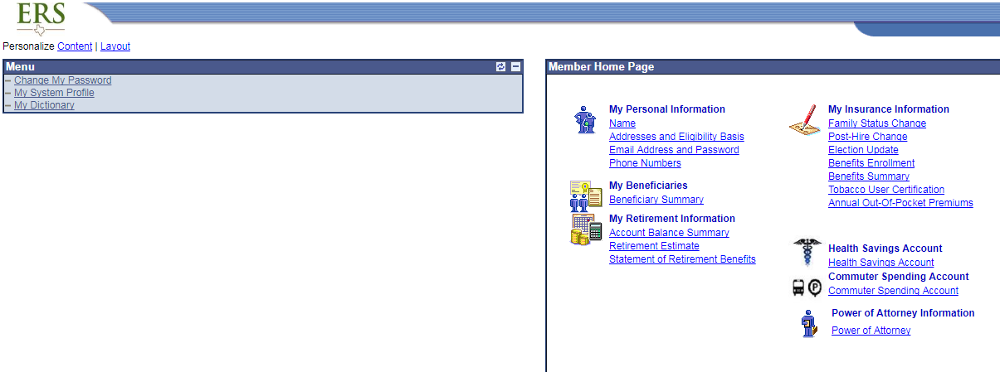 ERS
Personalize Content | Layout
Menu
Change My Password
My System Profile
My Dictionary
Member Home Page
My Personal Information
Name
Addresses and Eligibility Basis
Email Address and Password
Phone Numbers
My Beneficiaries
Beneficiary Summary
My Retirement Information
Account Balance Summary
Retirement Estimate
Statement of Retirement Benefits
My Insurance Information
Family Status Change
Post-Hire Change
Election Update
Benefits Enrollment
Benefits Summary
Tobacco User Certification
Annual Out-Of-Pocket Premiums
Health Savings Account
Health Savings Account
Commuter Spending Account
P
Commuter Spending Account
Power of Attorney Information
Power of Attorney